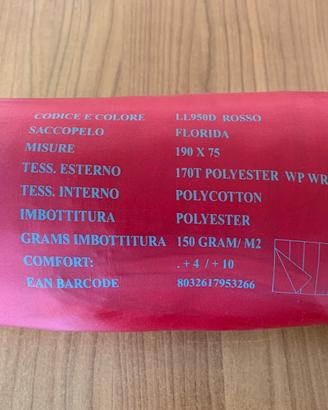 CODICE E COLORE LL950D ROSSO
SACCOPELO FLORIDA
MISURE 190 X 75
TESS. ESTERNO 170T POLYESTER WP WR
TESS. INTERNO POLYCOTTON
IMBOTTITURA POLYESTER
GRAMS IMBOTTITURA 150 GRAM/ M2
COMFORT: . + 4 / + 10
EAN BARCODE 8032617953266